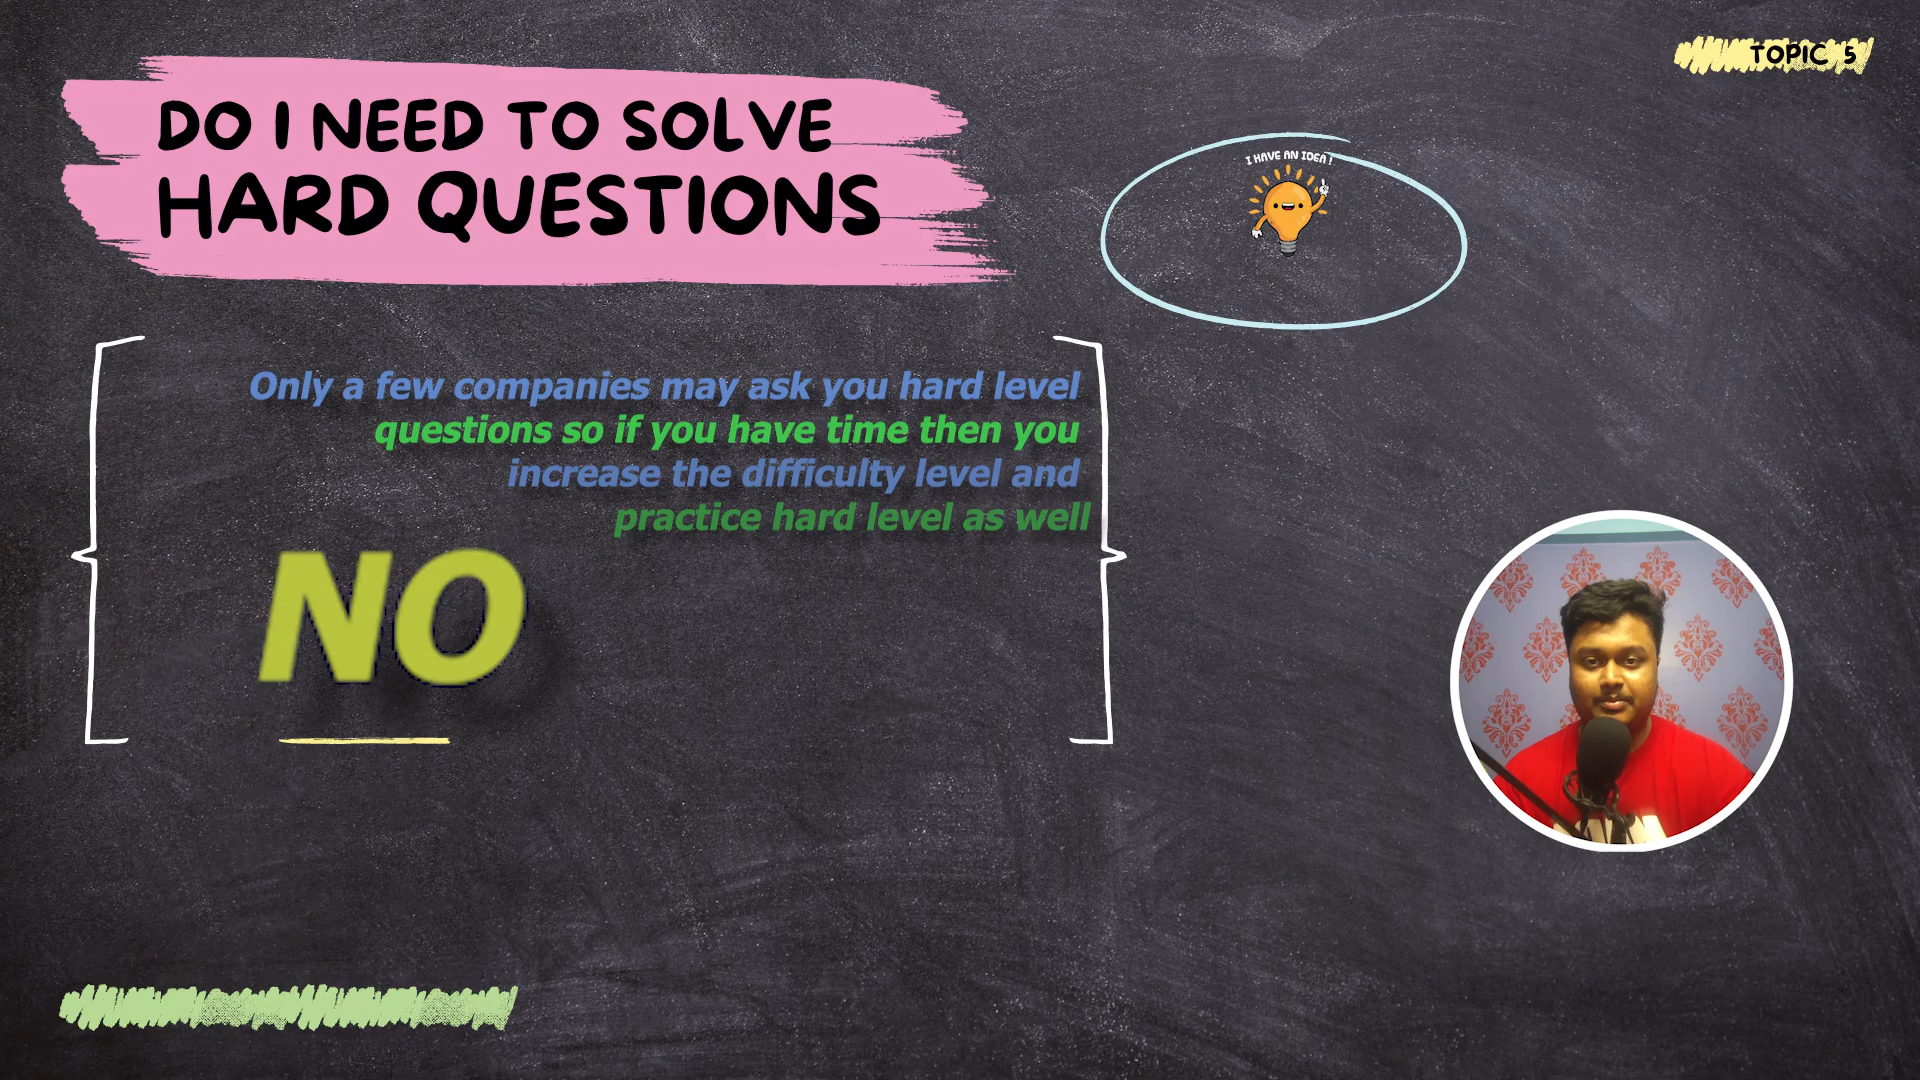 TOPIC 5
DO I NEED TO SOLVE
HARD QUESTIONS
I HAVE AN IDEA!
Only a few companies may ask you hard level
questions so if you have time then you
increase the difficulty level and
practice hard level as well
NO